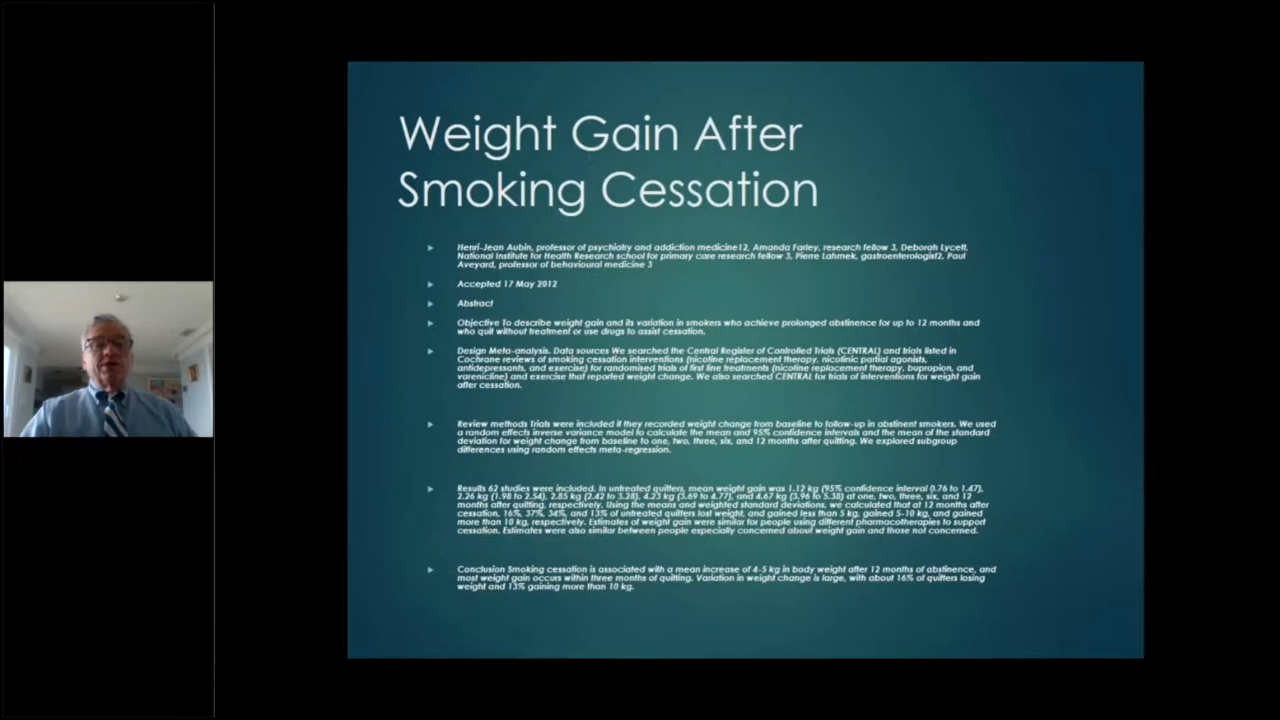 Weight Gain After
Smoking Cessation
Henri-Jean Aubin, professor of psychiatry and addiction medicine12, Amanda Farley, research fellow 3, Deborah Lycett,
National Institute for Health Research school for primary care research fellow 3, Pierre Lahmek, gastroenterologist2, Paul
Aveyard, professor of behavioural medicine 3
Accepted 17 May 2012
Abstract
Objective To describe weight gain and its variation in smokers who achieve prolonged abstinence for up to 12 months and
who quit without treatment or use drugs to assist cessation.
Design Meta-analysis. Data sources We searched the Central Register of Controlled Trials (CENTRAL) and trials listed in
Cochrane reviews of smoking cessation interventions (nicotine replacement therapy, nicotinic partial agonists,
antidepressants, and exercise) for randomised trials of first line treatments (nicotine replacement therapy, bupropion, and
varenicline) and exercise that reported weight change. We also searched CENTRAL for trials of interventions for weight gain
after cessation.
Review methods Trials were included if they recorded weight change from baseline to follow-up in abstinent smokers. We used
a random effects inverse variance model to calculate the mean and 95% confidence intervals and the mean of the standard
deviation for weight change from baseline to one, two, three, six, and 12 months after quitting. We explored subgroup
differences using random effects meta-regression.
Results 62 studies were included. In untreated quitters, mean weight gain was 1.12 kg (95% confidence interval 0.76 to 1.47),
2.26 kg (1.98 to 2.54), 2.85 kg (2.42 to 3.28), 4.23 kg (3.69 to 4.77), and 4.67 kg (3.96 to 5.38) at one, two, three, six, and 12
months after quitting, respectively. Using the means and weighted standard deviations, we calculated that at 12 months after
cessation, 16%, 37%, 34%, and 13% of untreated quitters lost weight, and gained less than 5 kg, gained 5-10 kg, and gained
more than 10 kg, respectively. Estimates of weight gain were similar for people using different pharmacotherapies to support
cessation. Estimates were also similar between people especially concerned about weight gain and those not concerned.
Conclusion Smoking cessation is associated with a mean increase of 4-5 kg in body weight after 12 months of abstinence, and
most weight gain occurs within three months of quitting. Variation in weight change is large, with about 16% of quitters losing
weight and 13% gaining more than 10 kg.